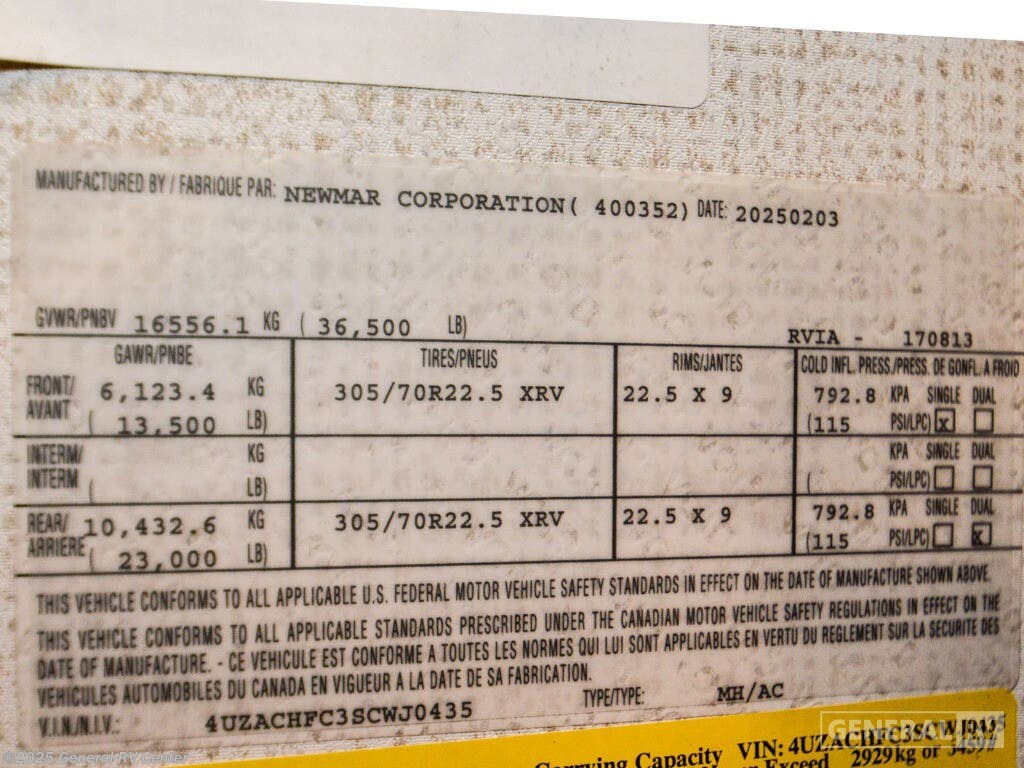 MANUFACTURED BY / FABRIQUE PAR: NEWMAR CORPORATION( 400352) DATE: 20250203
GVWR/PNBV 16556.1 KG ( 36,500 LB)
RVIA - 170813
GAWR/PNBE TIRES/PNEUS RIMS/JANTES COLD INFL. PRESS./PRESS. DE GONFL. A FROID
FRONT/ 6,123.4 KG 305/70R22.5 XRV 22.5 X 9 792.8 KPA SINGLE DUAL
AVANT ( 13,500 LB) (115 PSI/LPC) X
INTERM/ KG KPA SINGLE DUAL
INTERM ( LB) ( PSI/LPC)
REAR/ 10,432.6 KG 305/70R22.5 XRV 22.5 X 9 792.8 KPA SINGLE DUAL
ARRIERE ( 23,000 LB) (115 PSI/LPC) X
THIS VEHICLE CONFORMS TO ALL APPLICABLE U.S. FEDERAL MOTOR VEHICLE SAFETY STANDARDS IN EFFECT ON THE DATE OF MANUFACTURE SHOWN ABOVE.
THIS VEHICLE CONFORMS TO ALL APPLICABLE STANDARDS PRESCRIBED UNDER THE CANADIAN MOTOR VEHICLE SAFETY REGULATIONS IN EFFECT ON THE
DATE OF MANUFACTURE. - CE VEHICULE EST CONFORME A TOUTES LES NORMES QUI LUI SONT APPLICABLES EN VERTU DU REGLEMENT SUR LA SECURITE DES
VEHICULES AUTOMOBILES DU CANADA EN VIGUEUR A LA DATE DE SA FABRICATION.
V.I.N./N.I.V.: 4UZACHFC3SCWJ0435 TYPE/TYPE: MH/AC
Carrying Capacity VIN: 4UZACHFC3SCWJ0435
Exceed 2929kg or
GENERAL RV
©2025 General RV Center